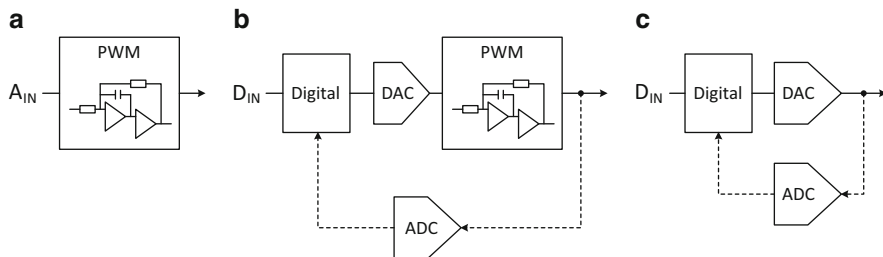 a
PWM
A_IN
b
D_IN
Digital
DAC
PWM
ADC
c
D_IN
Digital
DAC
ADC